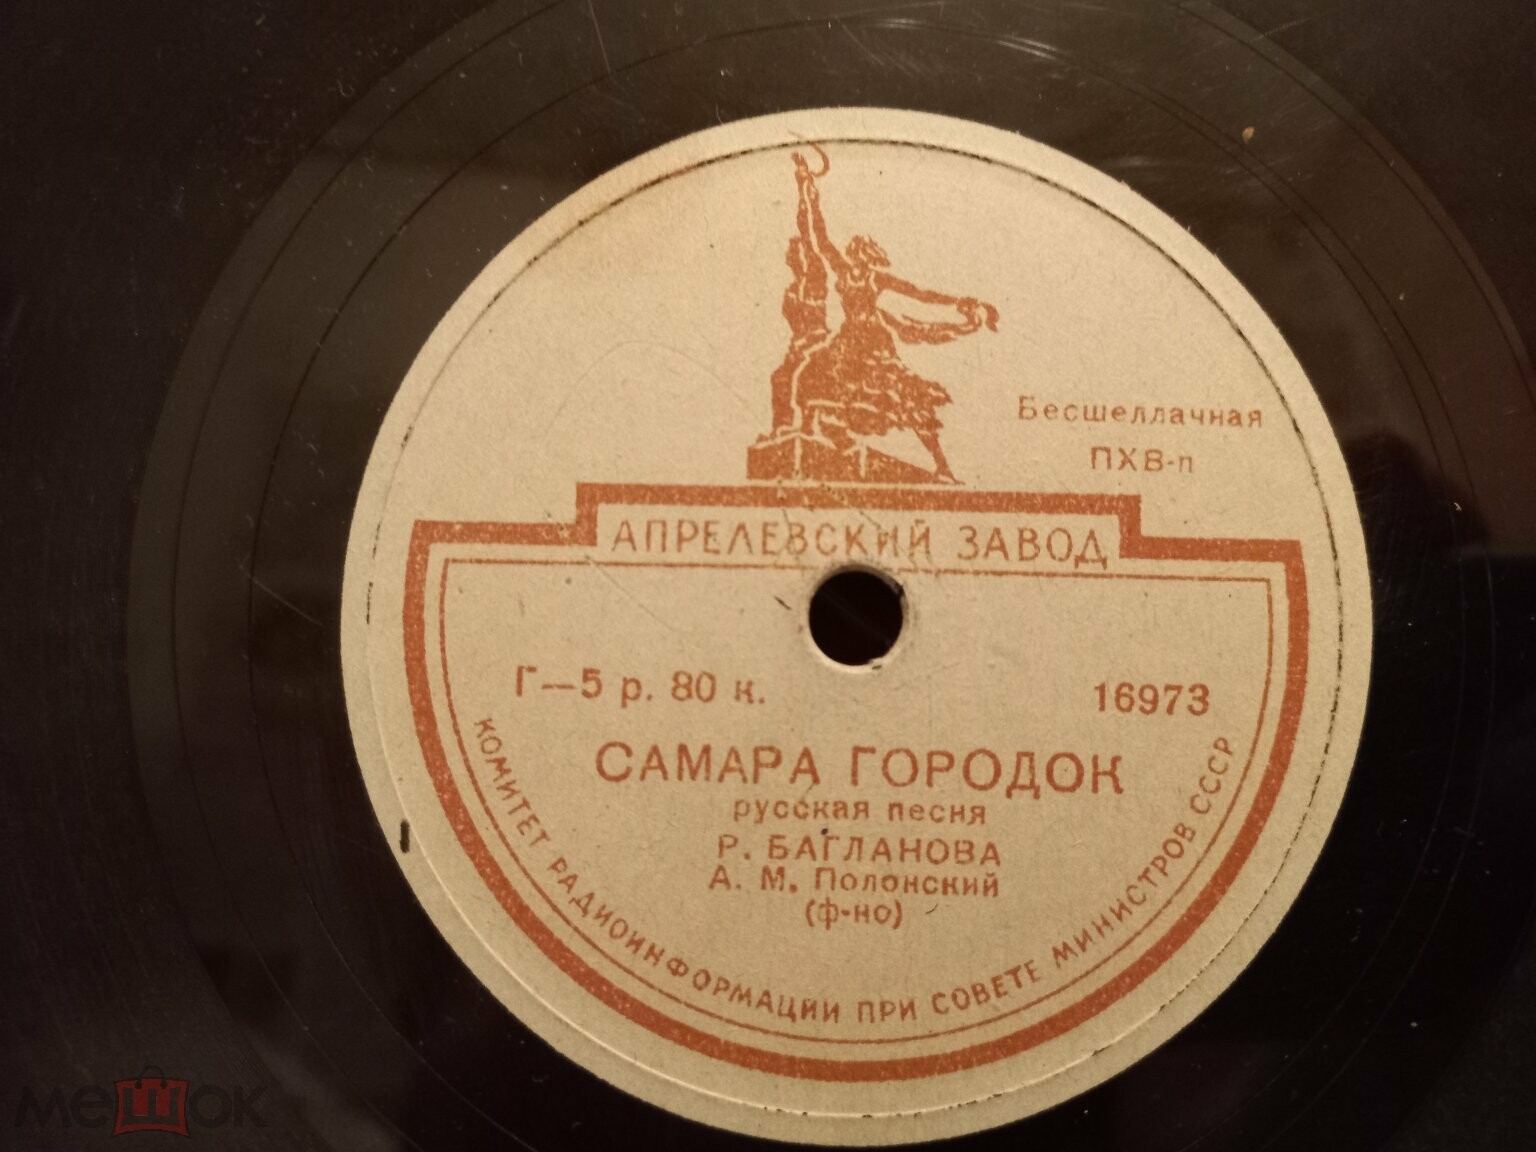 Бесшеллачная
ПХВ-п
АПРЕЛЕВСКИЙ ЗАВОД
Г—5 р. 80 к.
16973
САМАРА ГОРОДОК
русская песня
Р. БАГЛАНОВА
А. М. Полонский
(ф-но)
КОМИТЕТ РАДИОИНФОРМАЦИИ ПРИ СОВЕТЕ МИНИСТРОВ СССР
мешок